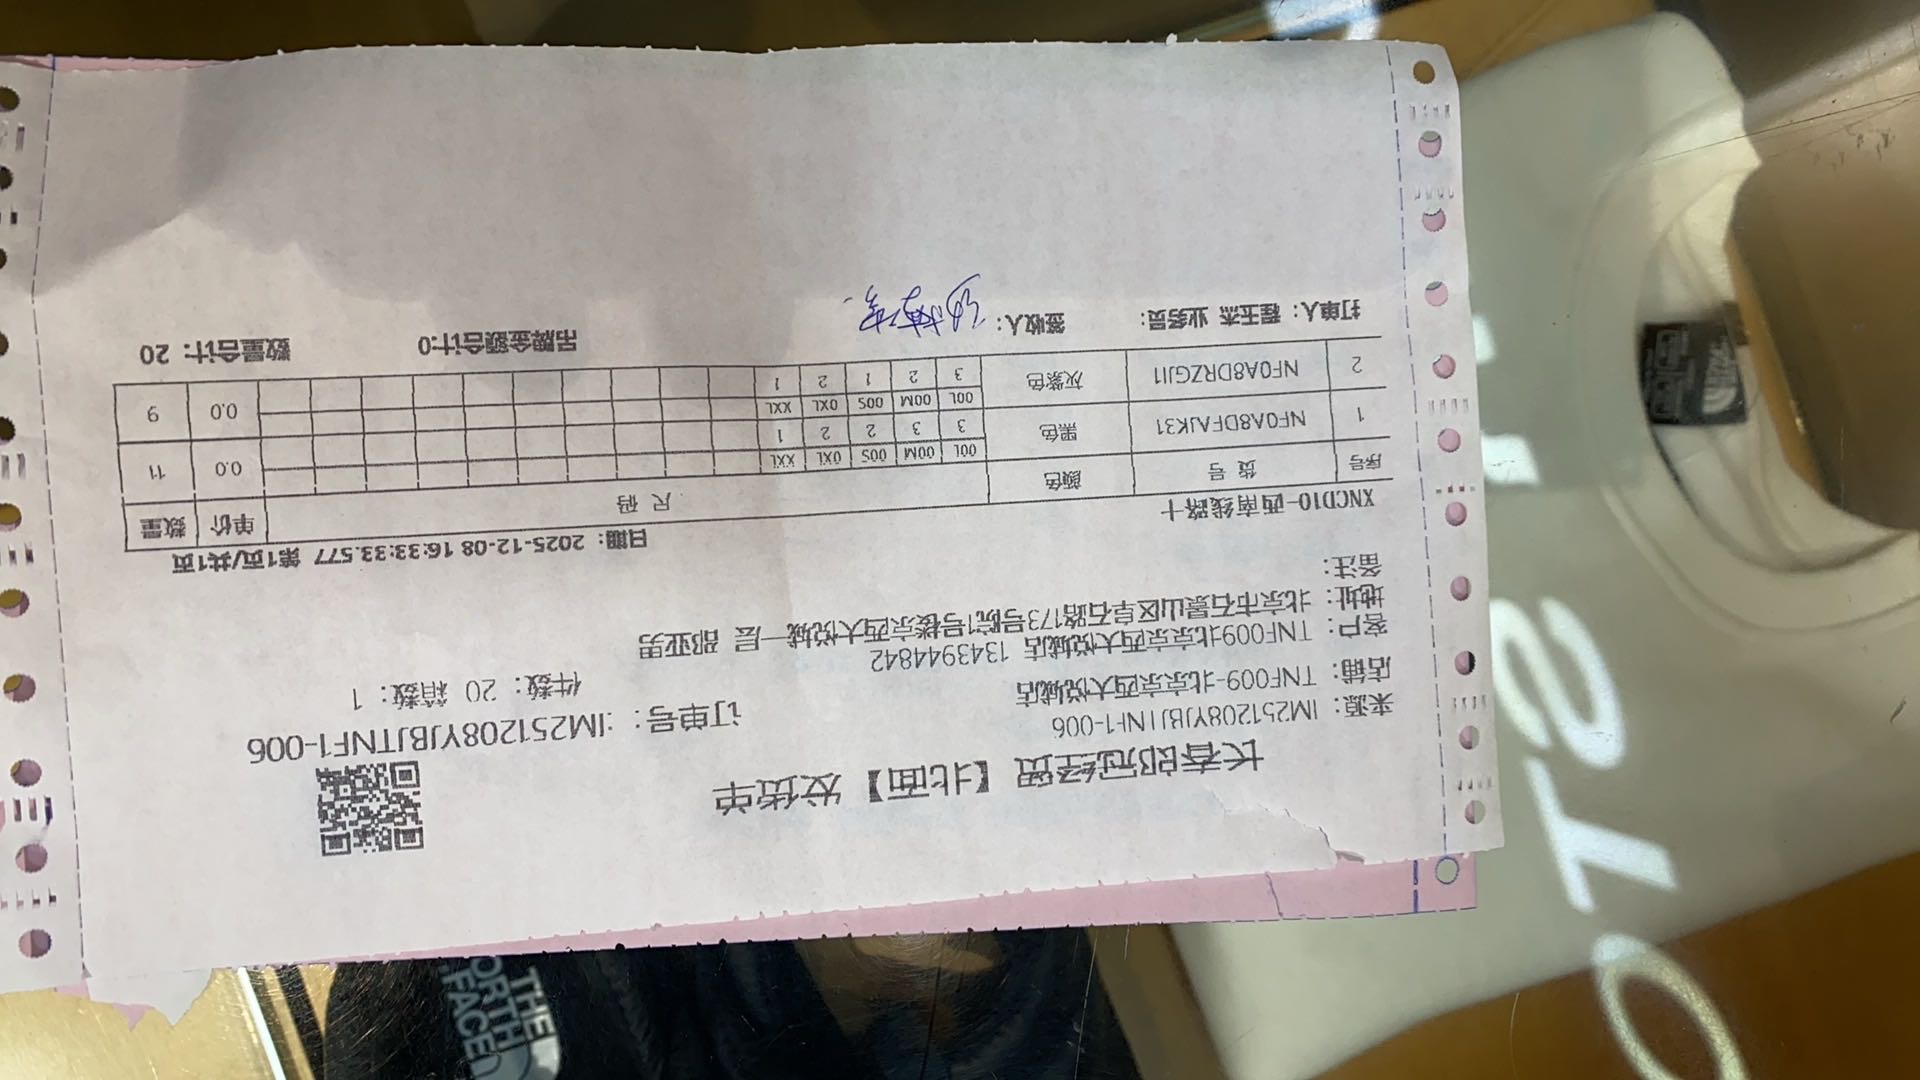 长春郎冠经贸【北面】发货单
来源: IM251208YJBJTNF1-006
订单号: :IM251208YJBJTNF1-006
店铺: TNF009-北京京西大悦城店
件数: 20 箱数: 1
客户: TNF009北京京西大悦城店 1343944842
地址: 北京市石景山区阜石路173号院1号楼京西大悦城一层 邵亚男
备注:
XNCD10-西南线路十
日期: 2025-12-08 16:33:33.577 第1页/共1页
序号 货号 颜色 尺码 单价 数量
00L 00M 00S 0XL XXL
1 NF0A8DFAJK31 黑色 3 3 2 2 1 0.0 11
00L 00M 00S 0XL XXL
2 NF0A8DRZGJI1 灰紫色 3 2 1 2 1 0.0 9
吊牌金额合计:0 数量合计: 20
打单人: 程玉杰 业务员: 签收人:
THE
NORTH
FACE